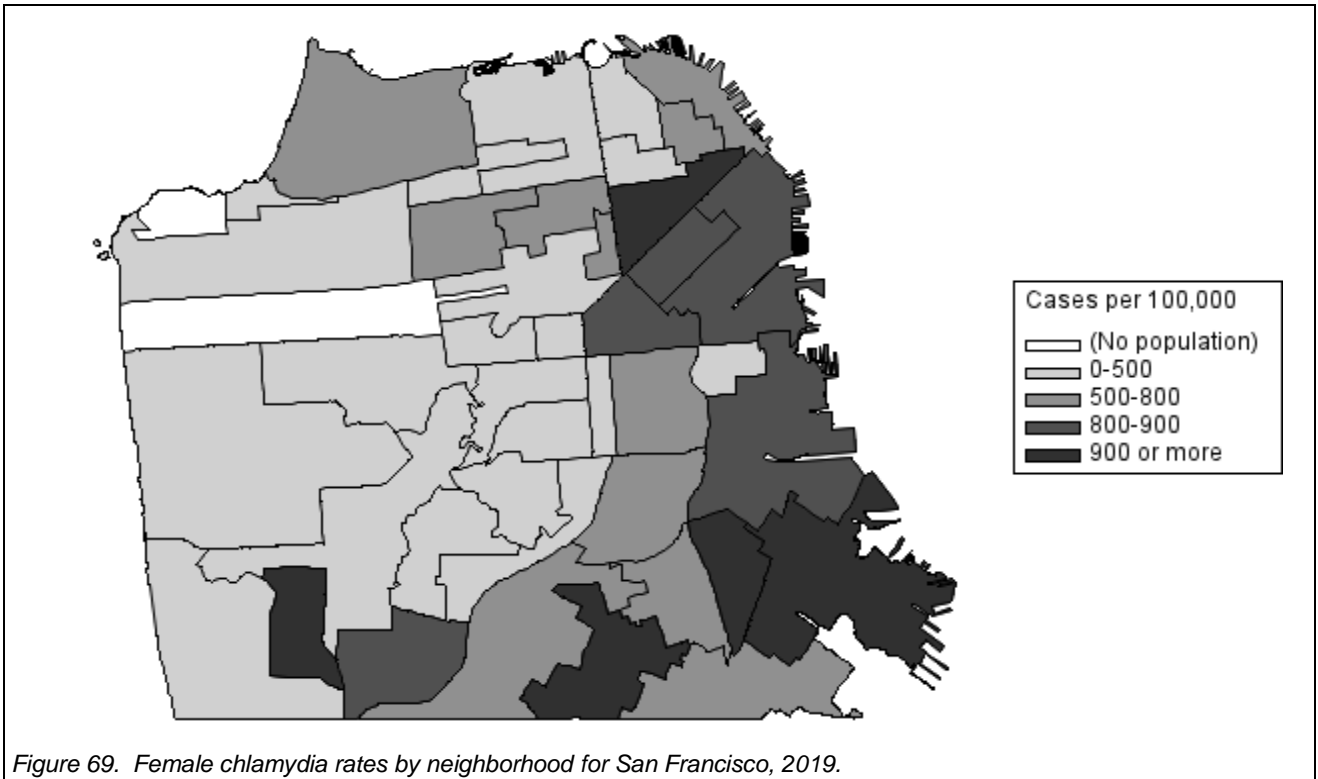 Cases per 100,000
(No population)
0-500
500-800
800-900
900 or more
Figure 69.  Female chlamydia rates by neighborhood for San Francisco, 2019.